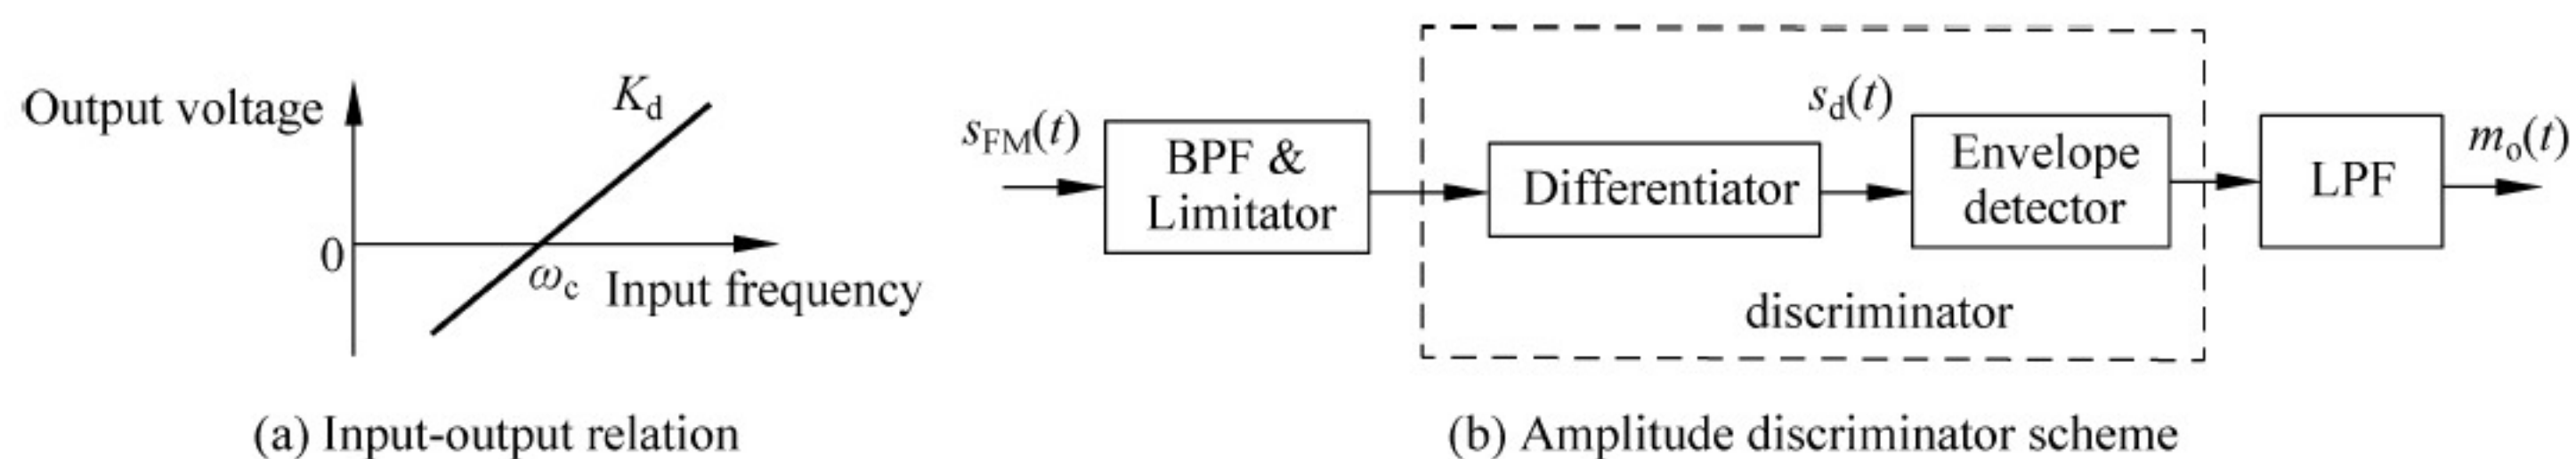 Output voltage
K_d
0
ω_c Input frequency
(a) Input-output relation
s_FM(t)
BPF &
Limitator
Differentiator
s_d(t)
Envelope
detector
discriminator
LPF
m_o(t)
(b) Amplitude discriminator scheme